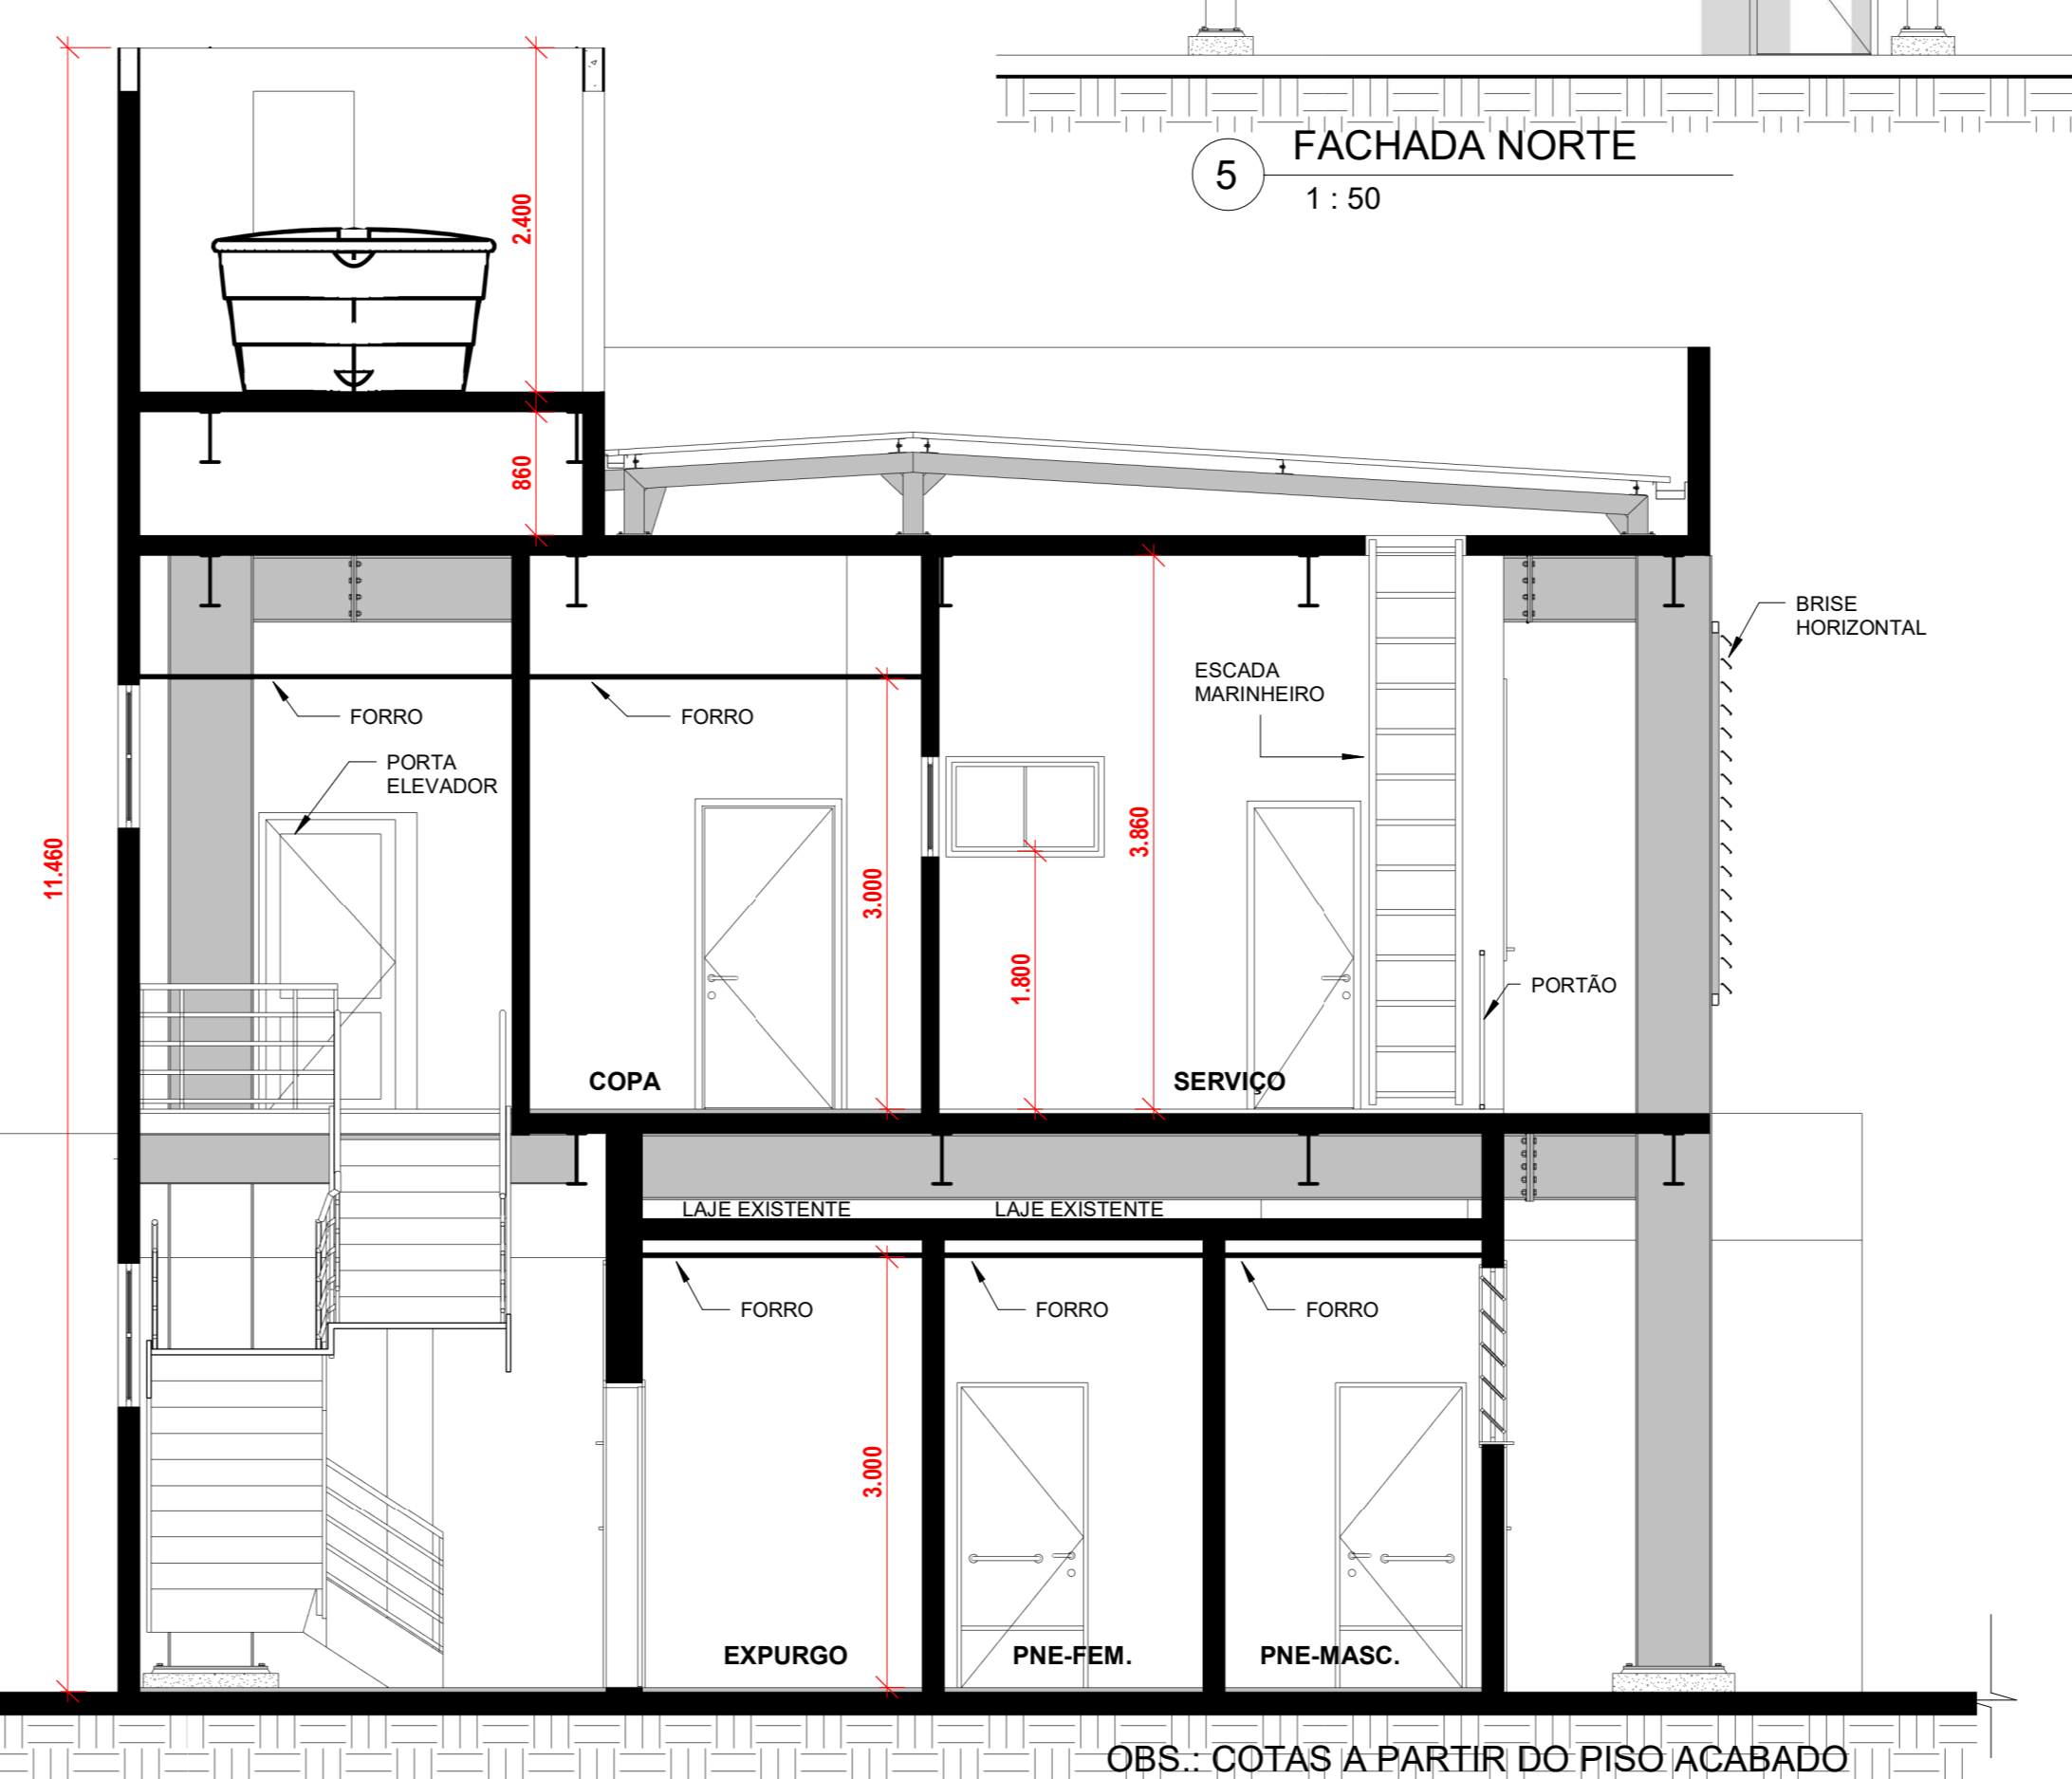 FACHADA NORTE
5
1 : 50
2.400
860
11.460
BRISE
HORIZONTAL
ESCADA
MARINHEIRO
FORRO
FORRO
PORTA
ELEVADOR
3.000
3.860
1.800
PORTÃO
COPA
SERVIÇO
LAJE EXISTENTE
LAJE EXISTENTE
FORRO
FORRO
FORRO
3.000
EXPURGO
PNE-FEM.
PNE-MASC.
OBS.: COTAS A PARTIR DO PISO ACABADO